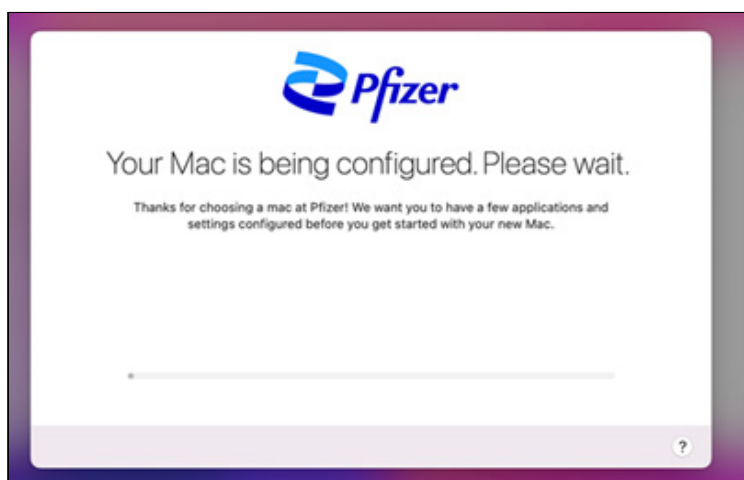 Pfizer
Your Mac is being configured. Please wait.
Thanks for choosing a mac at Pfizer! We want you to have a few applications and
settings configured before you get started with your new Mac.
?